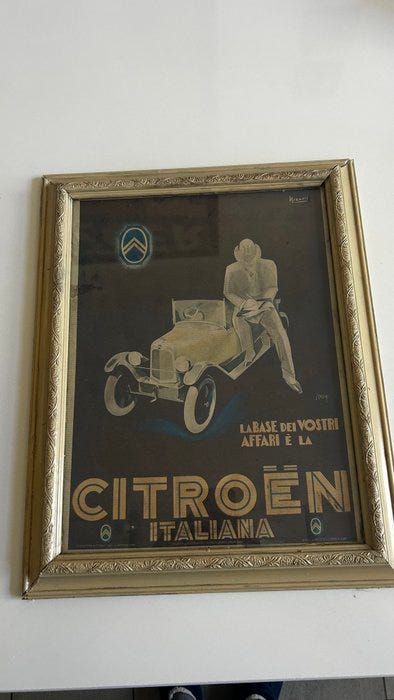 LA BASE DEI VOSTRI
AFFARI È LA
CITROËN
ITALIANA